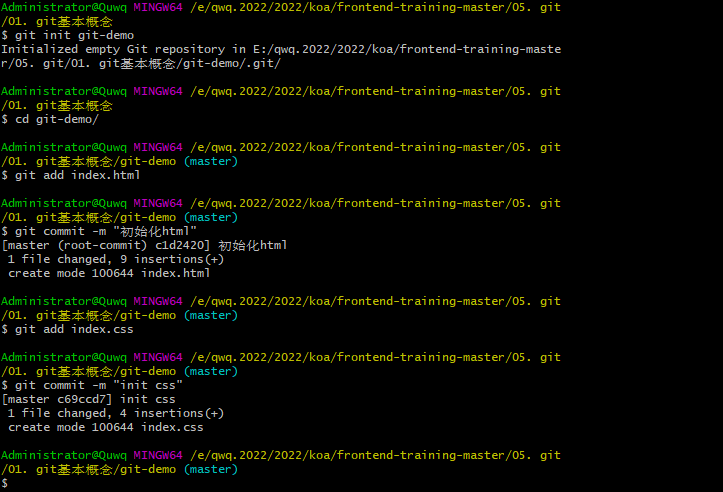 Administrator@Quwq MINGW64 /e/qwq.2022/2022/koa/frontend-training-master/05. git
/01. git基本概念
$ git init git-demo
Initialized empty Git repository in E:/qwq.2022/2022/koa/frontend-training-maste
r/05. git/01. git基本概念/git-demo/.git/
Administrator@Quwq MINGW64 /e/qwq.2022/2022/koa/frontend-training-master/05. git
/01. git基本概念
$ cd git-demo/
Administrator@Quwq MINGW64 /e/qwq.2022/2022/koa/frontend-training-master/05. git
/01. git基本概念/git-demo (master)
$ git add index.html
Administrator@Quwq MINGW64 /e/qwq.2022/2022/koa/frontend-training-master/05. git
/01. git基本概念/git-demo (master)
$ git commit -m "初始化html"
[master (root-commit) c1d2420] 初始化html
 1 file changed, 9 insertions(+)
 create mode 100644 index.html
Administrator@Quwq MINGW64 /e/qwq.2022/2022/koa/frontend-training-master/05. git
/01. git基本概念/git-demo (master)
$ git add index.css
Administrator@Quwq MINGW64 /e/qwq.2022/2022/koa/frontend-training-master/05. git
/01. git基本概念/git-demo (master)
$ git commit -m "init css"
[master c69ccd7] init css
 1 file changed, 4 insertions(+)
 create mode 100644 index.css
Administrator@Quwq MINGW64 /e/qwq.2022/2022/koa/frontend-training-master/05. git
/01. git基本概念/git-demo (master)
$